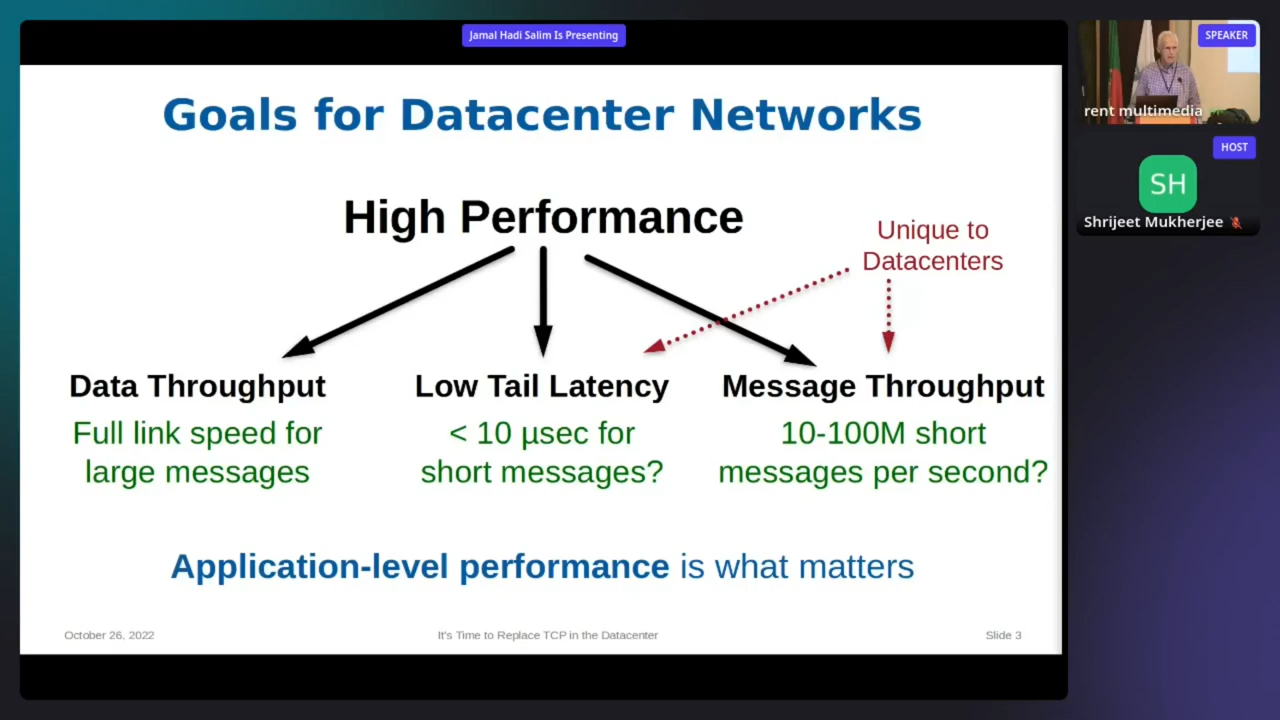 Jamal Hadi Salim Is Presenting
Goals for Datacenter Networks
High Performance
Unique to
Datacenters
Data Throughput
Full link speed for
large messages
Low Tail Latency
< 10 µsec for
short messages?
Message Throughput
10-100M short
messages per second?
Application-level performance is what matters
October 26, 2022
It's Time to Replace TCP in the Datacenter
Slide 3
SPEAKER
rent multimedia
HOST
SH
Shrijeet Mukherjee